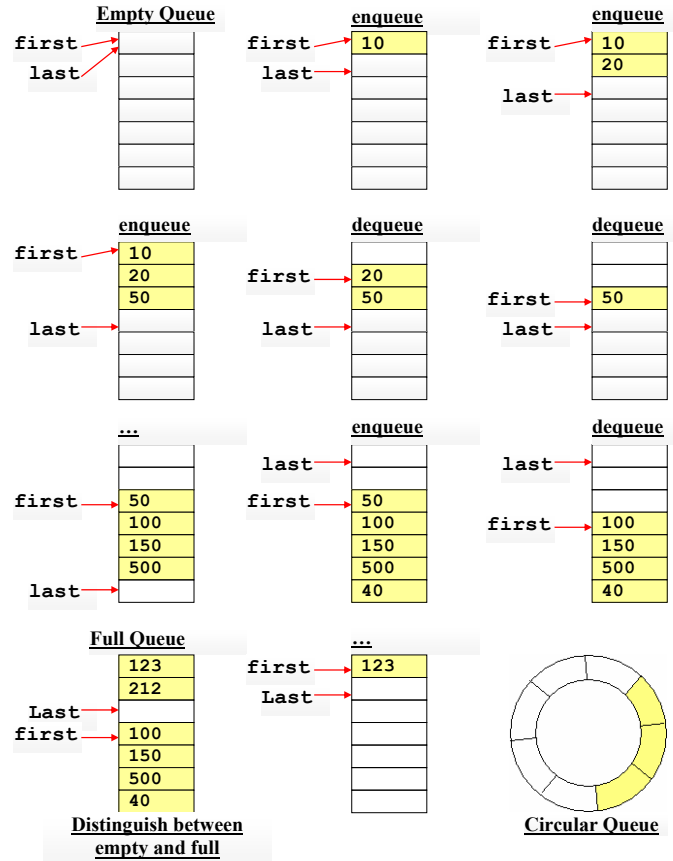 Empty Queue
first
last
enqueue
first
10
last
enqueue
first
10
20
last
enqueue
first
10
20
50
last
dequeue
first
20
50
last
dequeue
first
50
last
...
first
50
100
150
500
last
enqueue
last
first
50
100
150
500
40
dequeue
last
first
100
150
500
40
Full Queue
123
212
Last
first
100
150
500
40
Distinguish between
empty and full
...
first
123
Last
Circular Queue